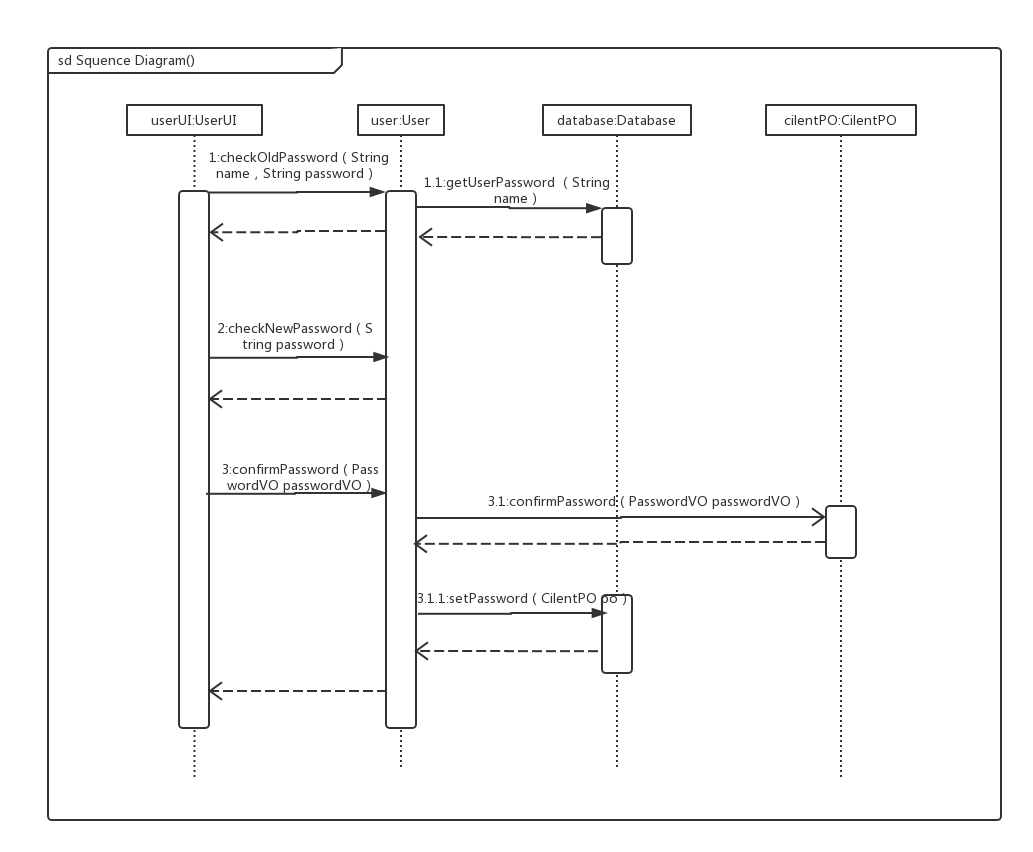 sd Squence Diagram()
userUI:UserUI
user:User
database:Database
cilentPO:CilentPO
1:checkOldPassword ( String
name , String password )
1.1:getUserPassword ( String
name )
2:checkNewPassword ( S
tring password )
3:confirmPassword ( Pass
wordVO passwordVO )
3.1:confirmPassword ( PasswordVO passwordVO )
3.1.1:setPassword ( CilentPO po )